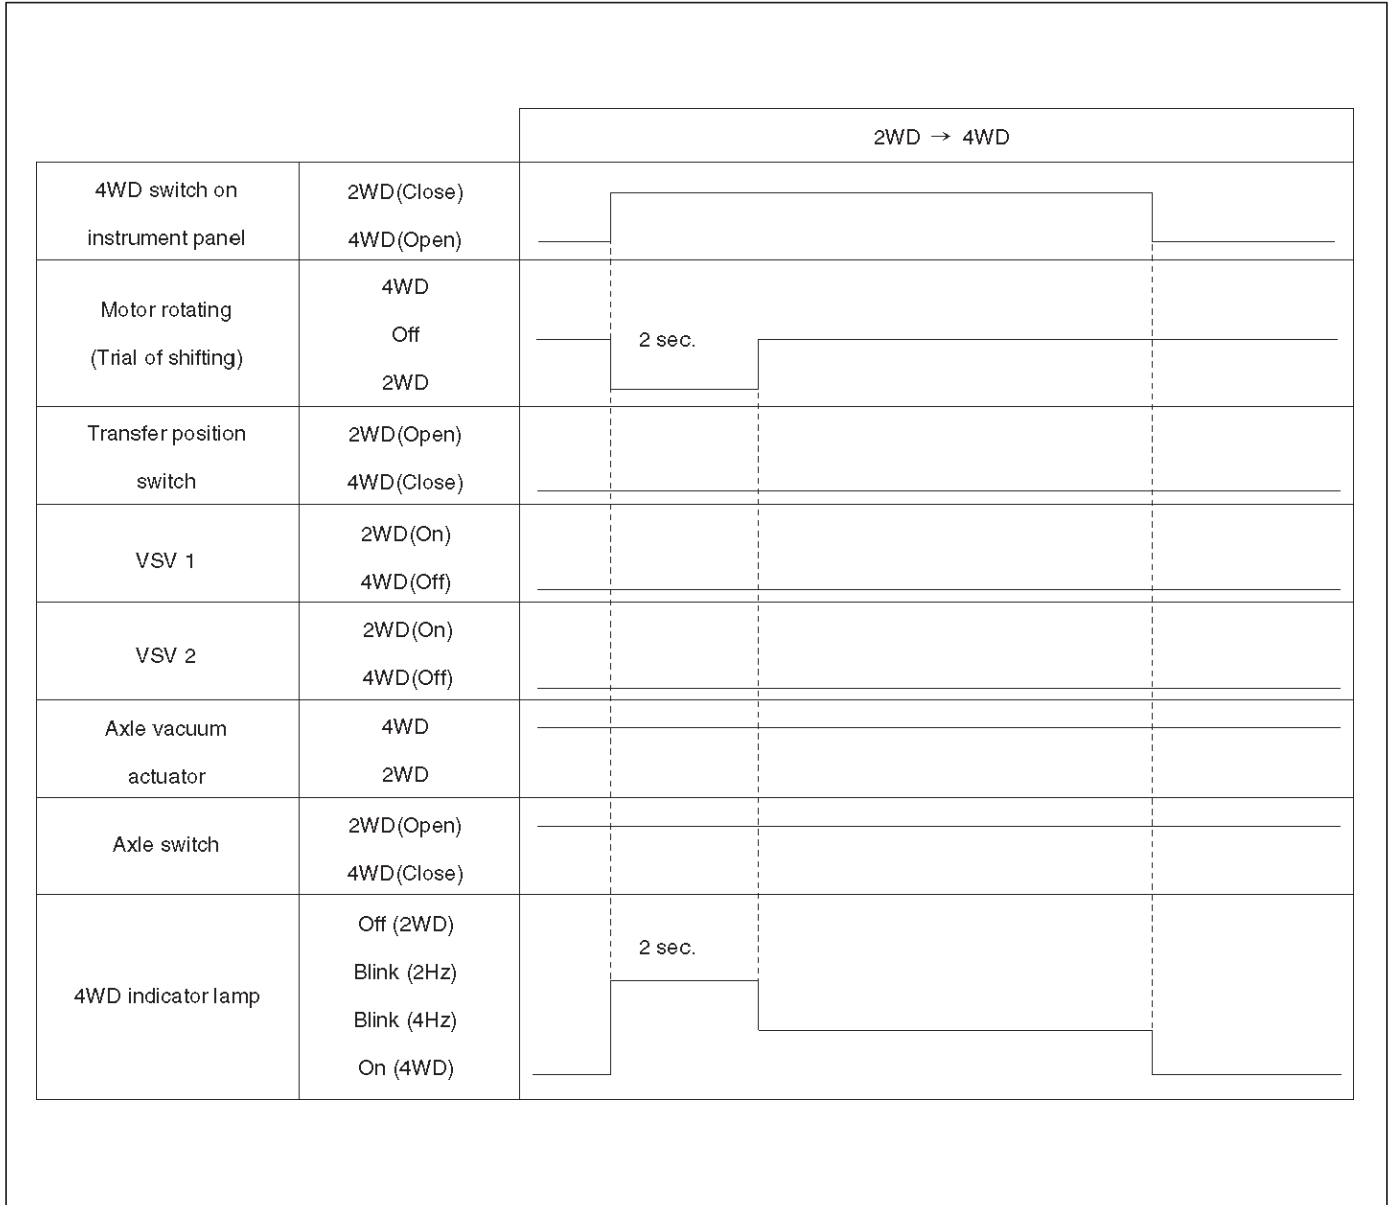 2WD → 4WD
4WD switch on
instrument panel
2WD(Close)
4WD(Open)
Motor rotating
(Trial of shifting)
4WD
Off
2WD
2 sec.
Transfer position
switch
2WD(Open)
4WD(Close)
VSV 1
2WD(On)
4WD(Off)
VSV 2
2WD(On)
4WD(Off)
Axle vacuum
actuator
4WD
2WD
Axle switch
2WD(Open)
4WD(Close)
4WD indicator lamp
Off (2WD)
Blink (2Hz)
Blink (4Hz)
On (4WD)
2 sec.